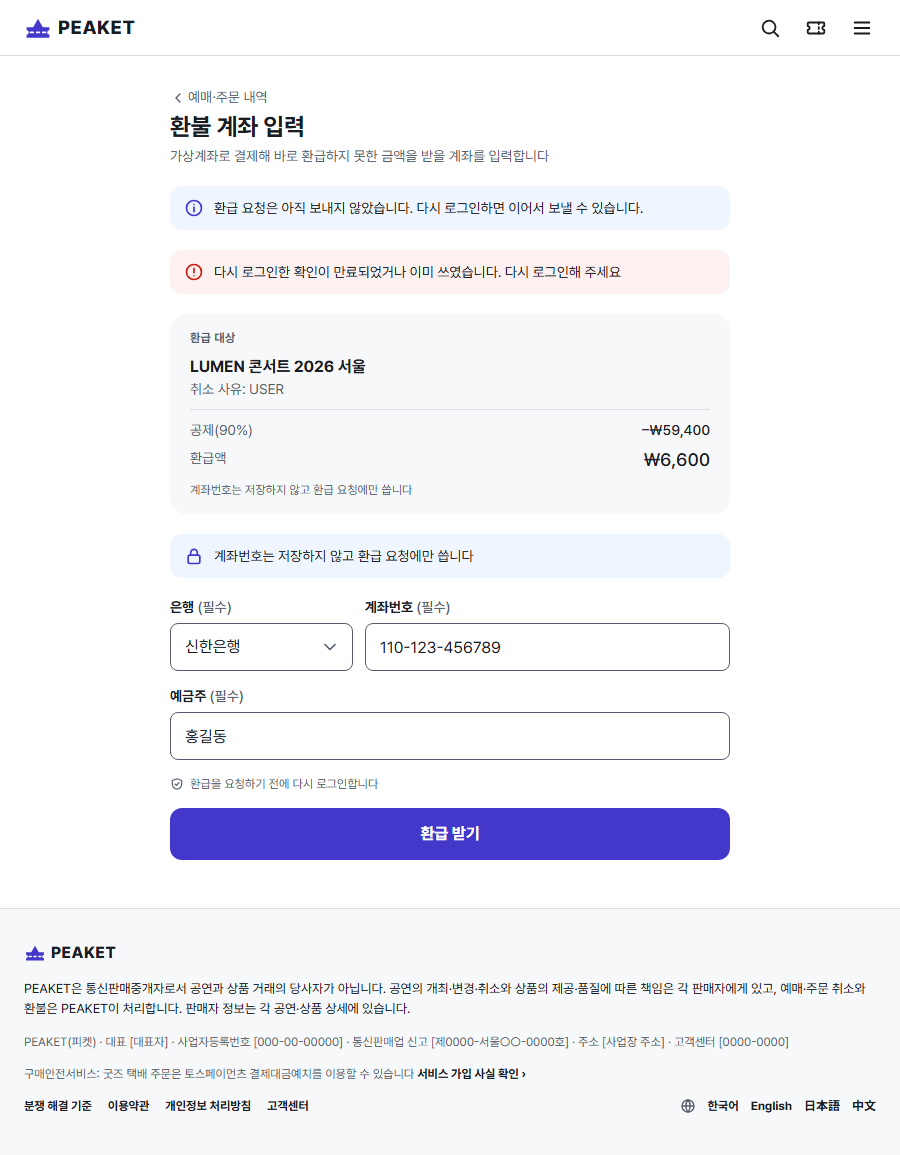 PEAKET
예매·주문 내역
환불 계좌 입력
가상계좌로 결제해 바로 환급하지 못한 금액을 받을 계좌를 입력합니다
환급 요청은 아직 보내지 않았습니다. 다시 로그인하면 이어서 보낼 수 있습니다.
다시 로그인한 확인이 만료되었거나 이미 쓰였습니다. 다시 로그인해 주세요
환급 대상
LUMEN 콘서트 2026 서울
취소 사유: USER
공제(90%) −₩59,400
환급액 ₩6,600
계좌번호는 저장하지 않고 환급 요청에만 씁니다
계좌번호는 저장하지 않고 환급 요청에만 씁니다
은행 (필수) 계좌번호 (필수)
신한은행 110-123-456789
예금주 (필수)
홍길동
환급을 요청하기 전에 다시 로그인합니다
환급 받기
PEAKET
PEAKET은 통신판매중개자로서 공연과 상품 거래의 당사자가 아닙니다. 공연의 개최·변경·취소와 상품의 제공·품질에 따른 책임은 각 판매자에게 있고, 예매·주문 취소와
환불은 PEAKET이 처리합니다. 판매자 정보는 각 공연·상품 상세에 있습니다.
PEAKET(피켓) · 대표 [대표자] · 사업자등록번호 [000-00-00000] · 통신판매업 신고 [제0000-서울○○-0000호] · 주소 [사업장 주소] · 고객센터 [0000-0000]
구매안전서비스: 굿즈 택배 주문은 토스페이먼츠 결제대금예치를 이용할 수 있습니다 서비스 가입 사실 확인 ›
분쟁 해결 기준 이용약관 개인정보 처리방침 고객센터 한국어 English 日本語 中文